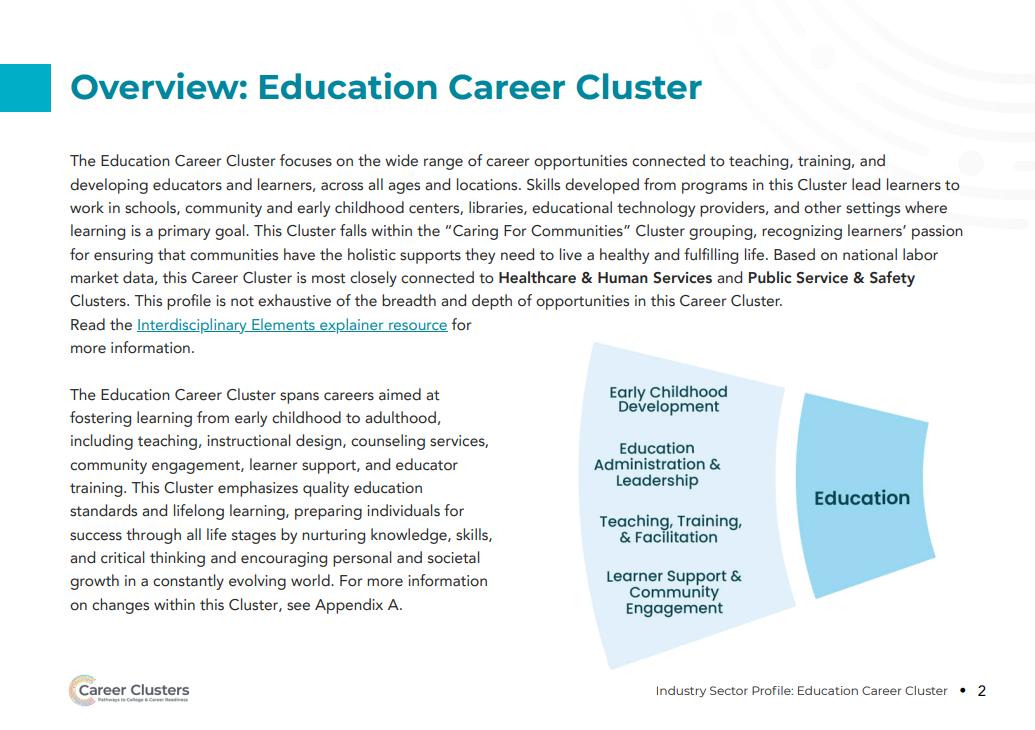 Overview: Education Career Cluster
The Education Career Cluster focuses on the wide range of career opportunities connected to teaching, training, and
developing educators and learners, across all ages and locations. Skills developed from programs in this Cluster lead learners to
work in schools, community and early childhood centers, libraries, educational technology providers, and other settings where
learning is a primary goal. This Cluster falls within the “Caring For Communities” Cluster grouping, recognizing learners’ passion
for ensuring that communities have the holistic supports they need to live a healthy and fulfilling life. Based on national labor
market data, this Career Cluster is most closely connected to Healthcare & Human Services and Public Service & Safety
Clusters. This profile is not exhaustive of the breadth and depth of opportunities in this Career Cluster.
Read the Interdisciplinary Elements explainer resource for
more information.
The Education Career Cluster spans careers aimed at
fostering learning from early childhood to adulthood,
including teaching, instructional design, counseling services,
community engagement, learner support, and educator
training. This Cluster emphasizes quality education
standards and lifelong learning, preparing individuals for
success through all life stages by nurturing knowledge, skills,
and critical thinking and encouraging personal and societal
growth in a constantly evolving world. For more information
on changes within this Cluster, see Appendix A.
Early Childhood
Development
Education
Administration &
Leadership
Teaching, Training,
& Facilitation
Learner Support &
Community
Engagement
Education
Career Clusters
Pathways to College & Career Readiness
Industry Sector Profile: Education Career Cluster • 2